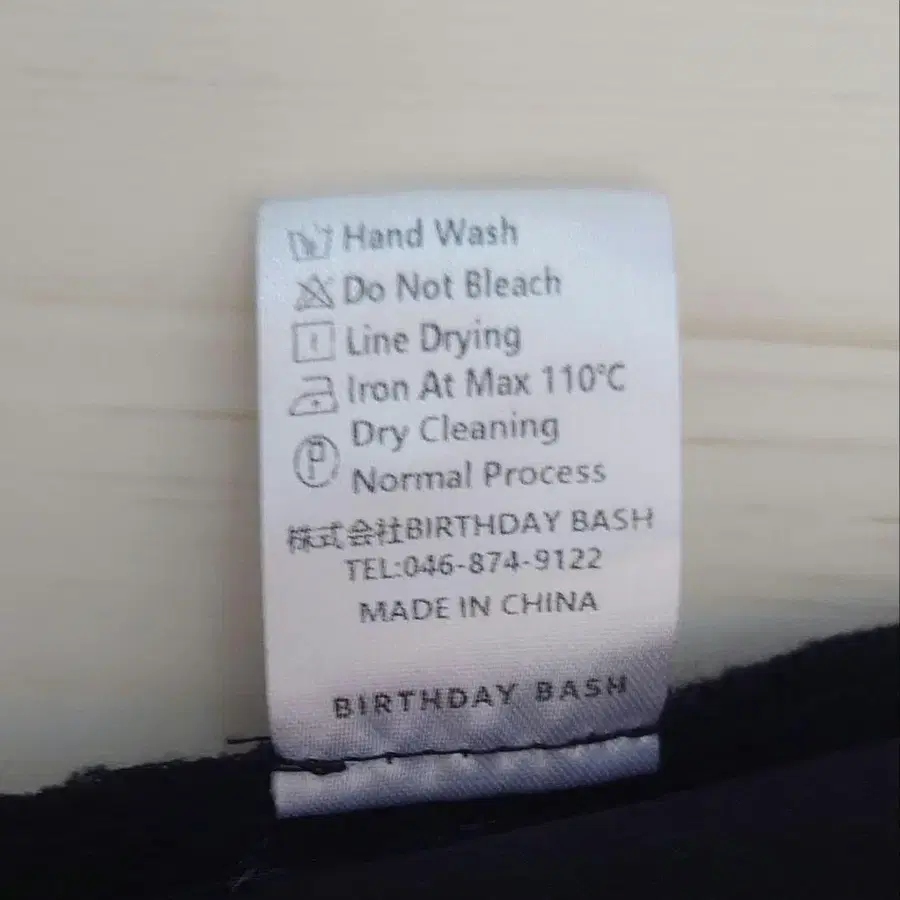 Hand Wash
Do Not Bleach
Line Drying
Iron At Max 110℃
Dry Cleaning
Normal Process
株式会社BIRTHDAY BASH
TEL:046-874-9122
MADE IN CHINA
BIRTHDAY BASH